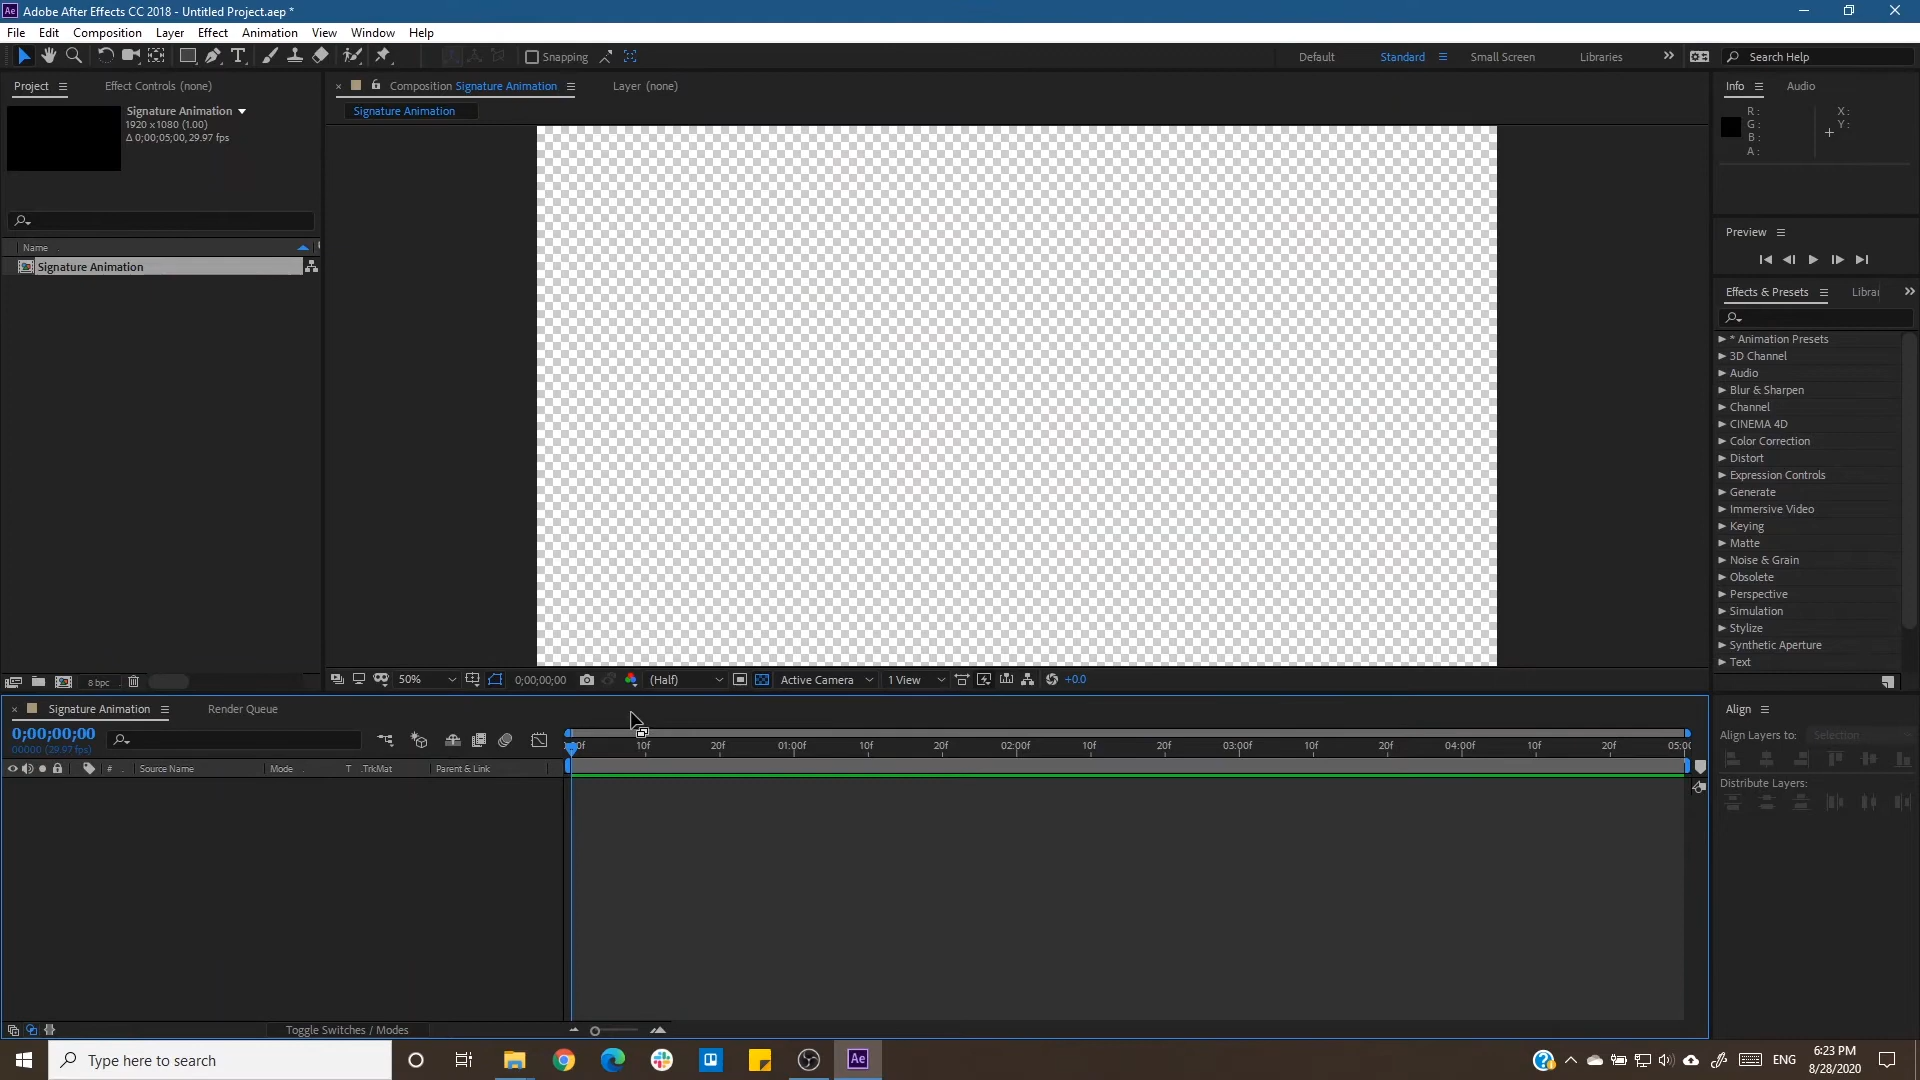 Adobe After Effects CC 2018 - Untitled Project.aep *
File Edit Composition Layer Effect Animation View Window Help
Snapping Default Standard Small Screen Libraries Search Help
Project Effect Controls (none) Composition Signature Animation Layer (none) Info Audio
Signature Animation
1920 x1080 (1.00)
Δ 0;00;05;00, 29.97 fps
Signature Animation
R:
G:
B:
A:
X:
Y:
Name
Signature Animation
Preview
Effects & Presets Librar
* Animation Presets
3D Channel
Audio
Blur & Sharpen
Channel
CINEMA 4D
Color Correction
Distort
Expression Controls
Generate
Immersive Video
Keying
Matte
Noise & Grain
Obsolete
Perspective
Simulation
Stylize
Synthetic Aperture
Text
8 bpc
50% 0;00;00;00 (Half) Active Camera 1 View +0.0
Signature Animation Render Queue
0;00;00;00
00000 (29.97 fps)
10f 20f 01:00f 10f 20f 02:00f 10f 20f 03:00f 10f 20f 04:00f 10f 20f 05:00
# Source Name Mode T .TrkMat Parent & Link
Align
Align Layers to: Selection
Distribute Layers:
Toggle Switches / Modes
Type here to search
Ae
ENG
6:23 PM
8/28/2020